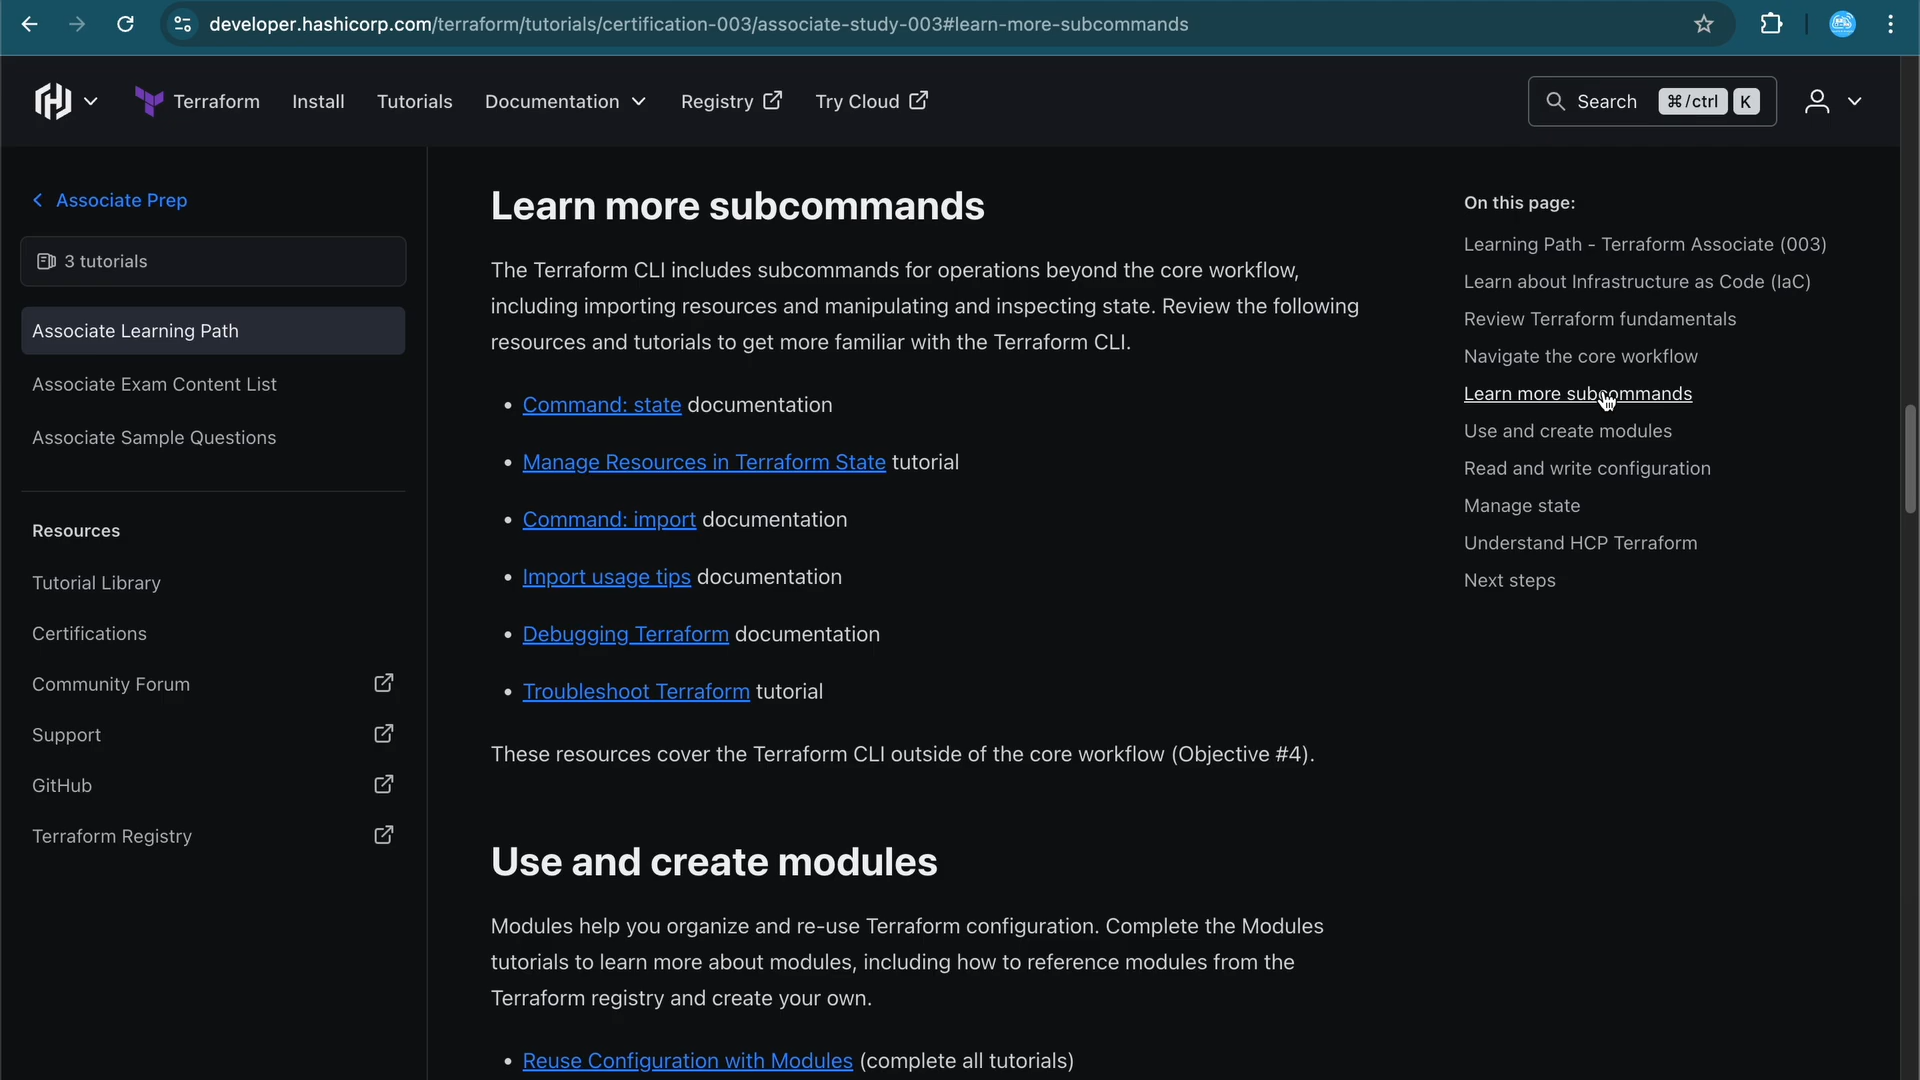 developer.hashicorp.com/terraform/tutorials/certification-003/associate-study-003#learn-more-subcommands
Terraform Install Tutorials Documentation Registry Try Cloud Search ⌘/ctrl K
Associate Prep
3 tutorials
Associate Learning Path
Associate Exam Content List
Associate Sample Questions
Resources
Tutorial Library
Certifications
Community Forum
Support
GitHub
Terraform Registry
Learn more subcommands
The Terraform CLI includes subcommands for operations beyond the core workflow,
including importing resources and manipulating and inspecting state. Review the following
resources and tutorials to get more familiar with the Terraform CLI.
• Command: state documentation
• Manage Resources in Terraform State tutorial
• Command: import documentation
• Import usage tips documentation
• Debugging Terraform documentation
• Troubleshoot Terraform tutorial
These resources cover the Terraform CLI outside of the core workflow (Objective #4).
Use and create modules
Modules help you organize and re-use Terraform configuration. Complete the Modules
tutorials to learn more about modules, including how to reference modules from the
Terraform registry and create your own.
• Reuse Configuration with Modules (complete all tutorials)
On this page:
Learning Path - Terraform Associate (003)
Learn about Infrastructure as Code (IaC)
Review Terraform fundamentals
Navigate the core workflow
Learn more subcommands
Use and create modules
Read and write configuration
Manage state
Understand HCP Terraform
Next steps